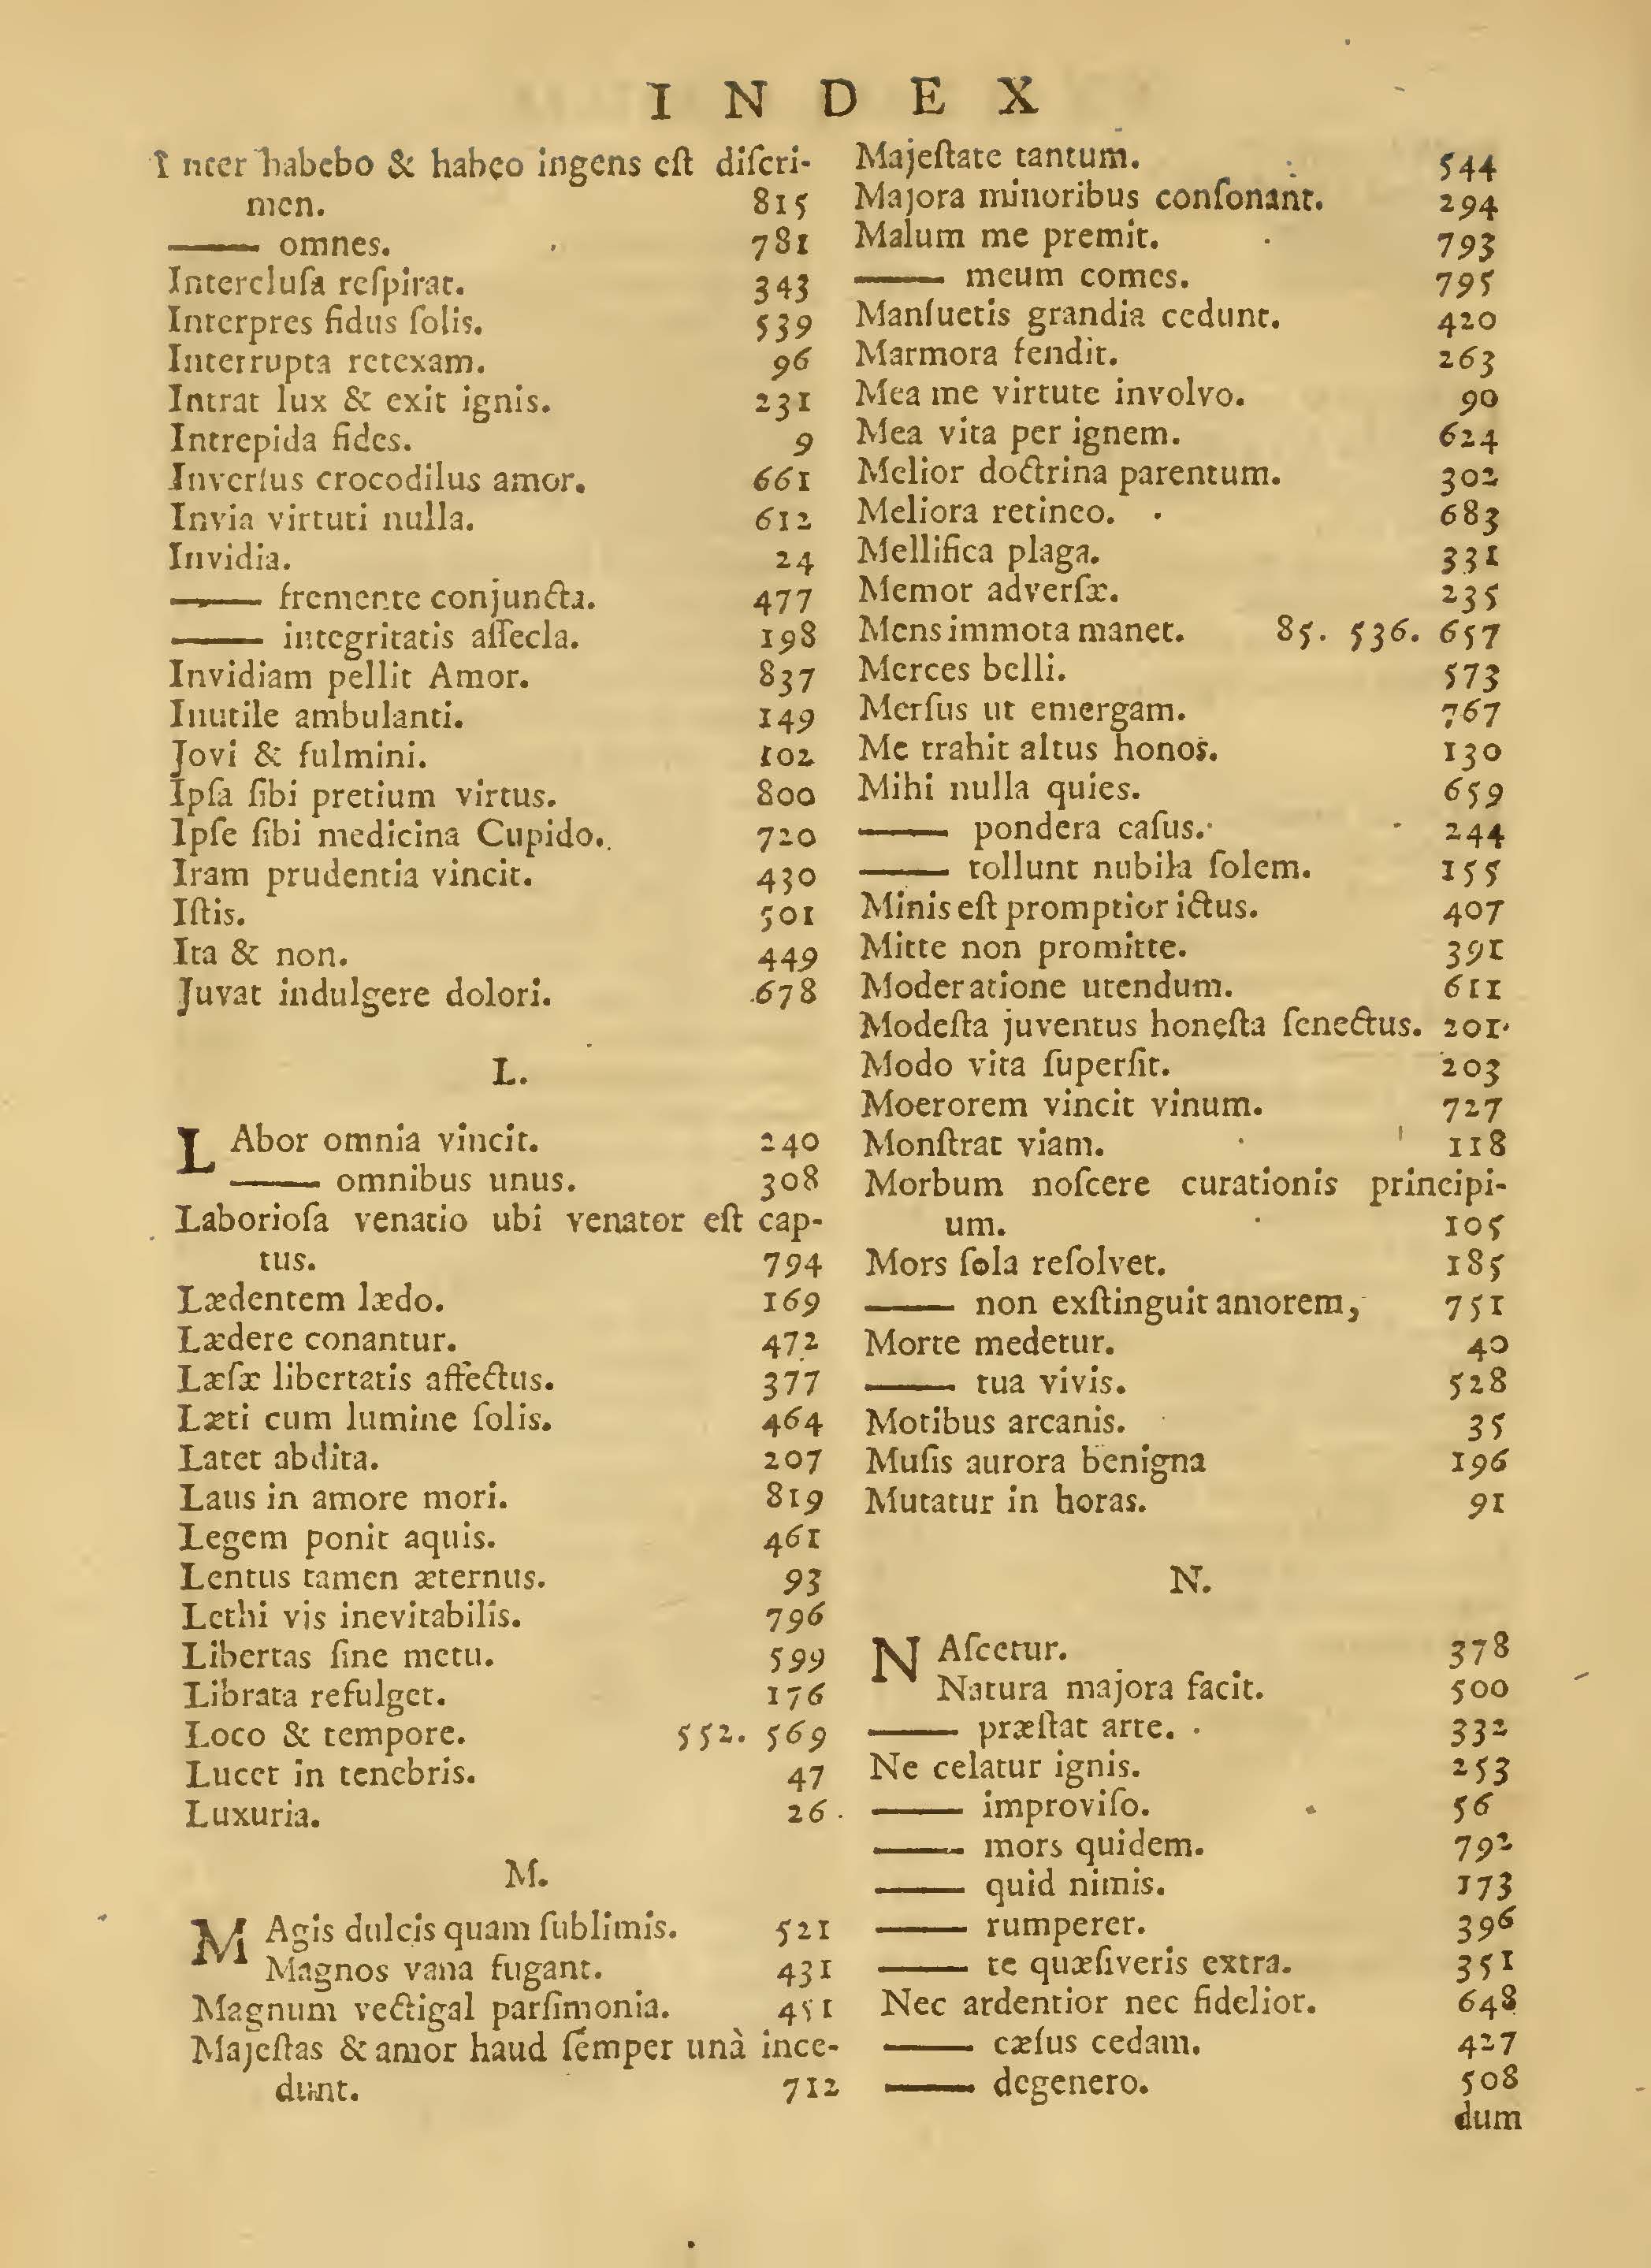 INDEX
Inter habebo & habeo ingens eſt diſcri-
men. 815
—— omnes. 781
Intercluſa reſpirat. 343
Interpres fidus ſolis. 539
Interrupta retexam. 96
Intrat lux & exit ignis. 231
Intrepida fides. 9
Inverſus crocodilus amor. 661
Invia virtuti nulla. 612
Invidia. 24
—— fremente conjuncta. 477
—— integritatis aſſecla. 198
Invidiam pellit Amor. 837
Inutile ambulanti. 149
Jovi & fulmini. 102
Ipſa ſibi pretium virtus. 800
Ipſe ſibi medicina Cupido. 720
Iram prudentia vincit. 430
Iſtis. 501
Ita & non. 449
Juvat indulgere dolori. 678
L.
LAbor omnia vincit. 240
—— omnibus unus. 308
Laborioſa venatio ubi venator eſt cap-
tus. 794
Lædentem lædo. 169
Lædere conantur. 472
Læſæ libertatis affectus. 377
Læti cum lumine ſolis. 464
Latet abdita. 207
Laus in amore mori. 819
Legem ponit aquis. 461
Lentus tamen æternus. 93
Lethi vis inevitabilis. 796
Libertas ſine metu. 599
Librata refulget. 176
Loco & tempore. 552. 569
Lucet in tenebris. 47
Luxuria. 26
M.
MAgis dulcis quam ſublimis. 521
Magnos vana fugant. 431
Magnum vectigal parſimonia. 451
Majeſtas & amor haud ſemper unà ince-
dunt. 712
Majeſtate tantum. 544
Majora minoribus conſonant. 294
Malum me premit. 793
—— meum comes. 795
Manſuetis grandia cedunt. 420
Marmora fendit. 263
Mea me virtute involvo. 90
Mea vita per ignem. 624
Melior doctrina parentum. 302
Meliora retineo. 683
Mellifica plaga. 331
Memor adverſæ. 235
Mens immota manet. 85. 536. 657
Merces belli. 573
Merſus ut emergam. 767
Me trahit altus honos. 130
Mihi nulla quies. 659
—— pondera caſus. 244
—— tollunt nubila ſolem. 155
Minis eſt promptior ictus. 407
Mitte non promitte. 391
Moderatione utendum. 611
Modeſta juventus honeſta ſenectus. 201
Modo vita ſuperſit. 203
Moerorem vincit vinum. 727
Monſtrat viam. 118
Morbum noſcere curationis principi-
um. 105
Mors ſola reſolvet. 185
—— non exſtinguit amorem, 751
Morte medetur. 40
—— tua vivis. 528
Motibus arcanis. 35
Muſis aurora benigna 196
Mutatur in horas. 91
N.
NAſcetur. 378
Natura majora facit. 500
—— præſtat arte. 332
Ne celatur ignis. 253
—— improviſo. 56
—— mors quidem. 792
—— quid nimis. 173
—— rumperer. 396
—— te quæſiveris extra. 351
Nec ardentior nec fidelior. 648
—— cæſus cedam. 427
—— degenero. 508
dum